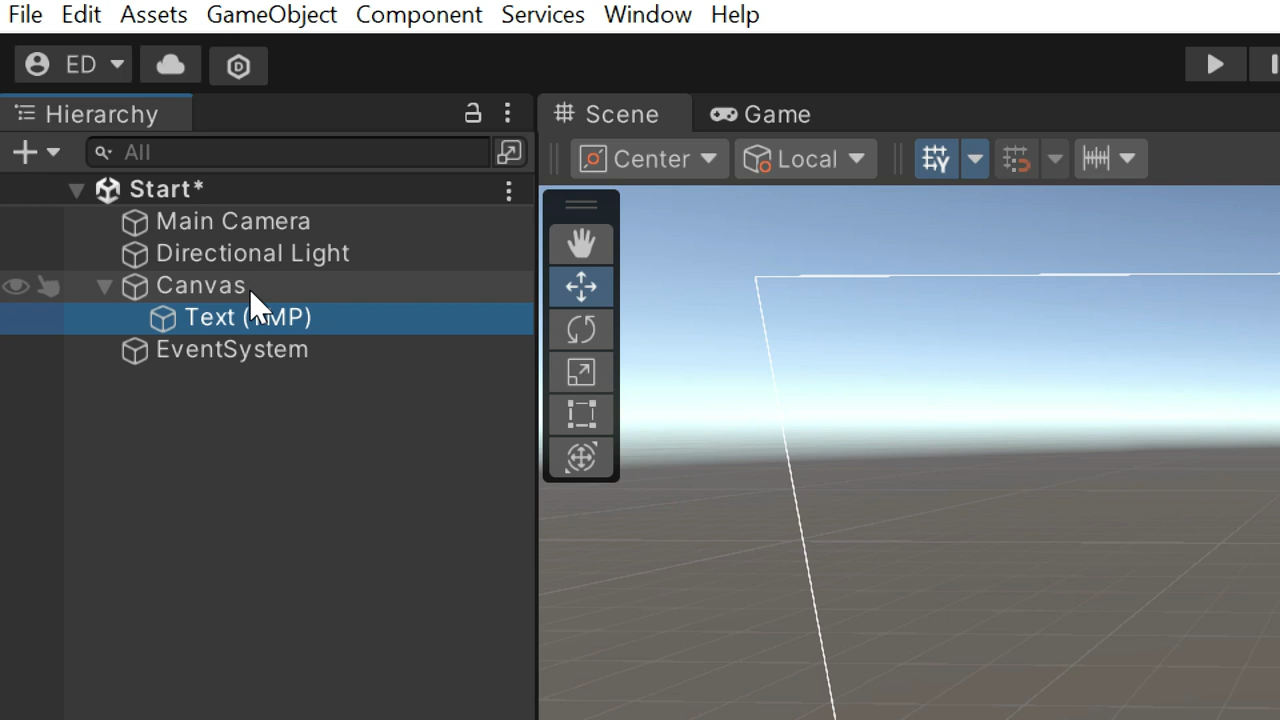 File Edit Assets GameObject Component Services Window Help
ED
Hierarchy
All
Start*
Main Camera
Directional Light
Canvas
Text (TMP)
EventSystem
Scene Game
Center Local